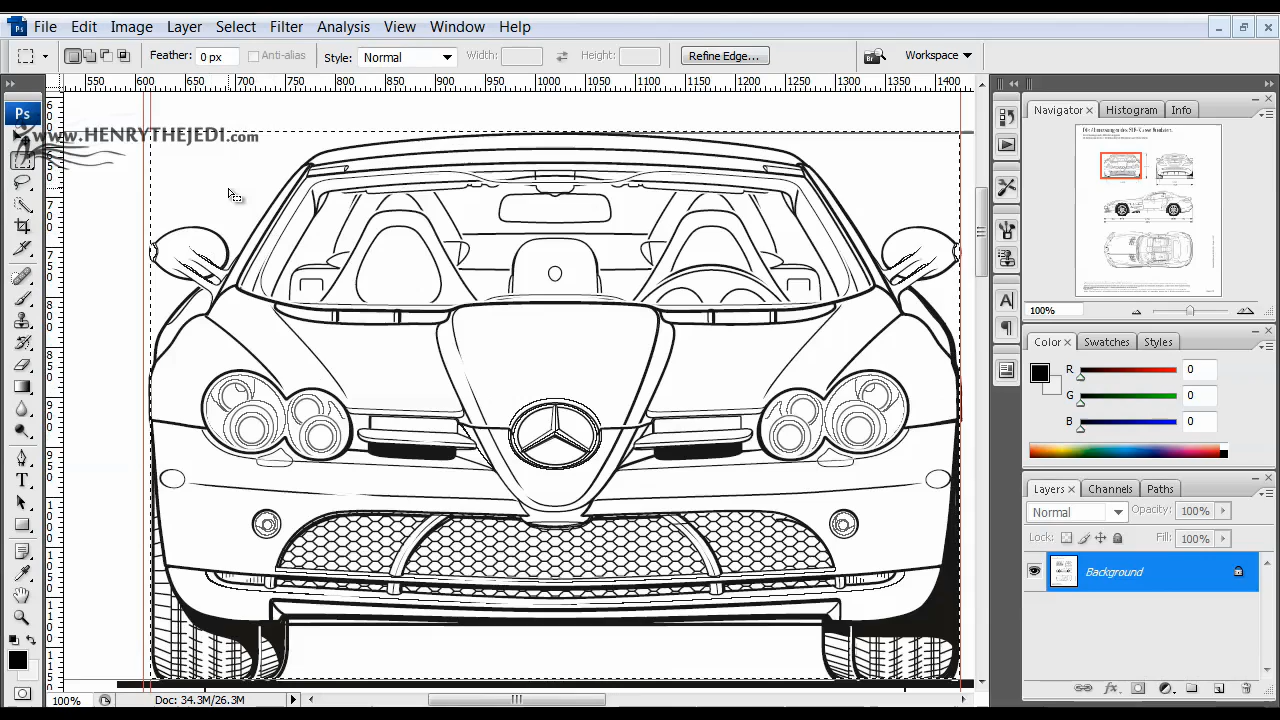 Ps File Edit Image Layer Select Filter Analysis View Window Help
Feather: 0 px Anti-alias Style: Normal Width: Height: Refine Edge... Br Workspace
550 600 650 700 750 800 850 900 950 1000 1050 1100 1150 1200 1250 1300 1350 1400
Ps
www.HENRYTHEJEDI.com
Navigator Histogram Info
100%
Color Swatches Styles
R 0
G 0
B 0
Layers Channels Paths
Normal Opacity: 100%
Lock: Fill: 100%
Background
100% Doc: 34.3M/26.3M